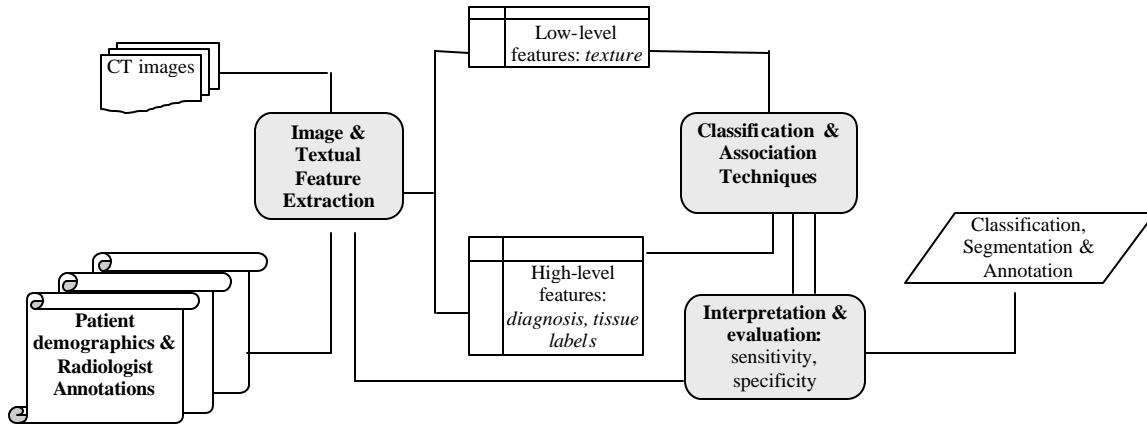 CT images
Low-level
features: texture
Image &
Textual
Feature
Extraction
Classification &
Association
Techniques
Patient
demographics &
Radiologist
Annotations
High-level
features:
diagnosis, tissue
labels
Interpretation &
evaluation:
sensitivity,
specificity
Classification,
Segmentation &
Annotation